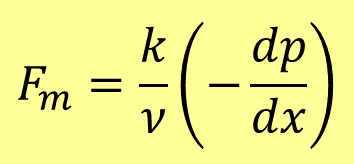 F_m = \frac{k}{\nu} \left( -\frac{dp}{dx} \right)